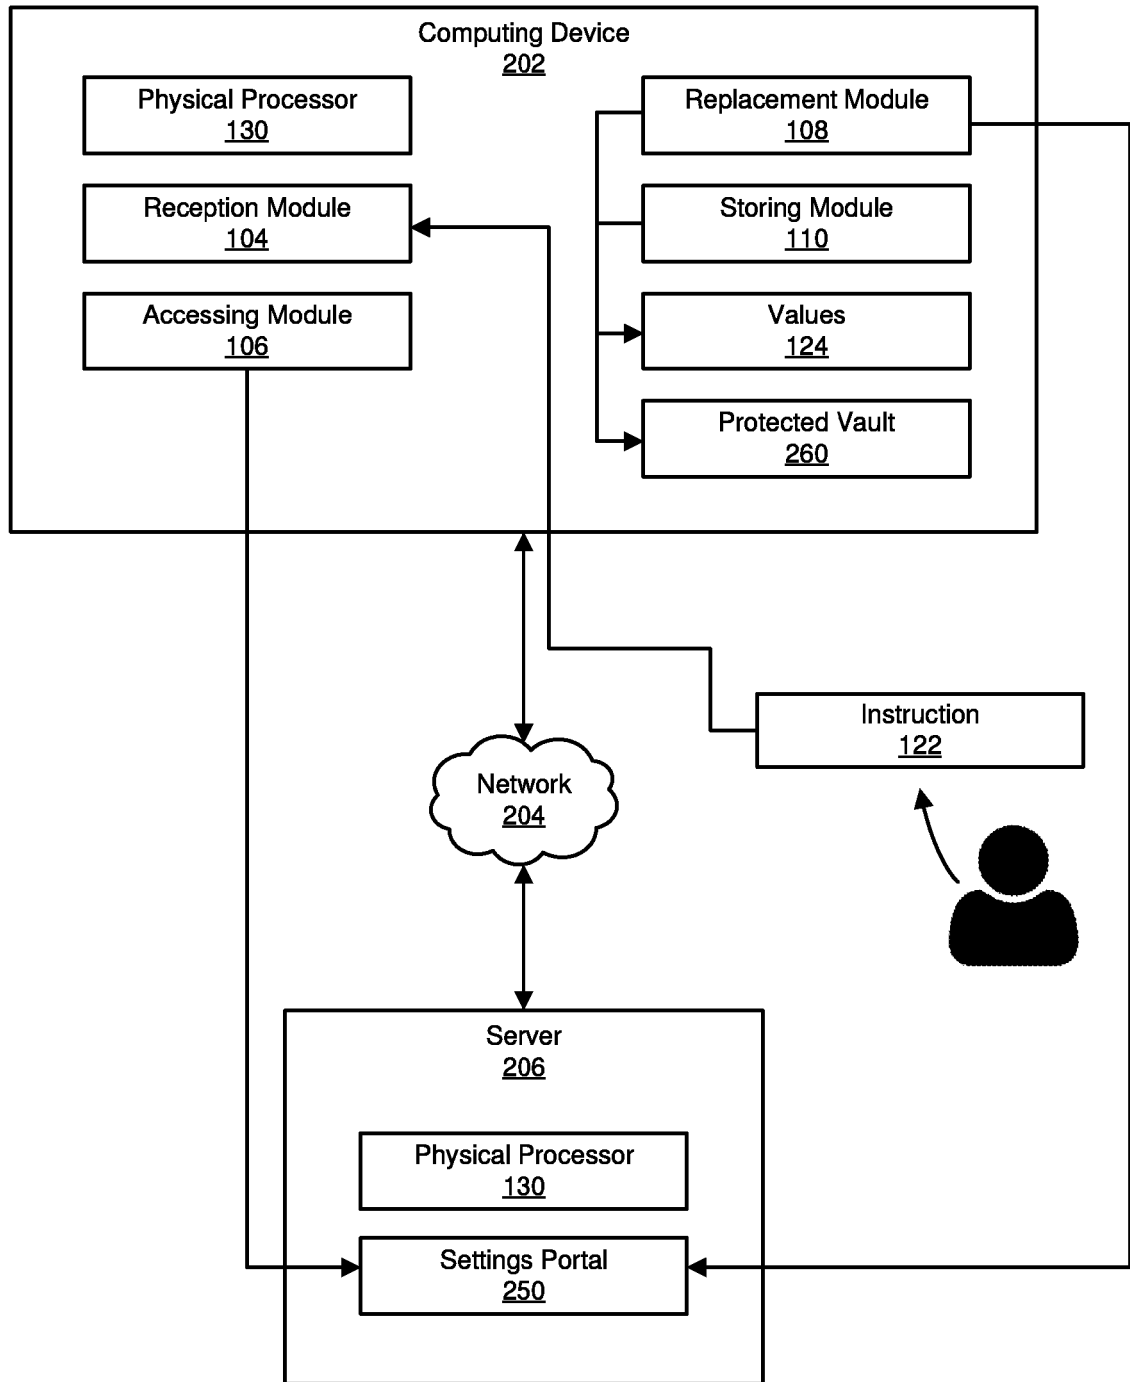 Computing Device
202
Physical Processor
130
Reception Module
104
Accessing Module
106
Replacement Module
108
Storing Module
110
Values
124
Protected Vault
260
Instruction
122
Network
204
Server
206
Physical Processor
130
Settings Portal
250